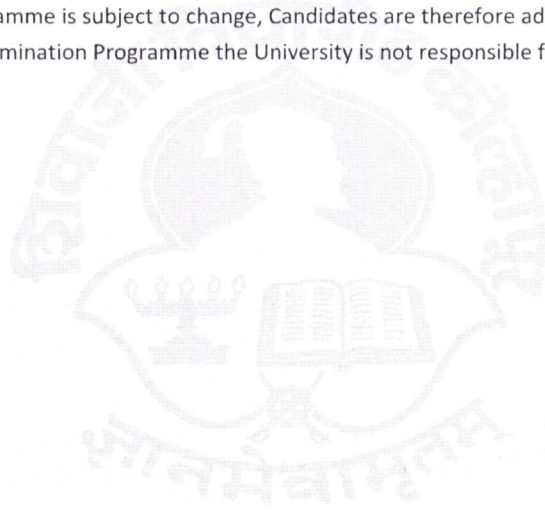 amme is subject to change, Candidates are therefore ad
mination Programme the University is not responsible f
शिवाजी विद्यापीठ कोल्हापूर
ज्ञानमेवामृतम्